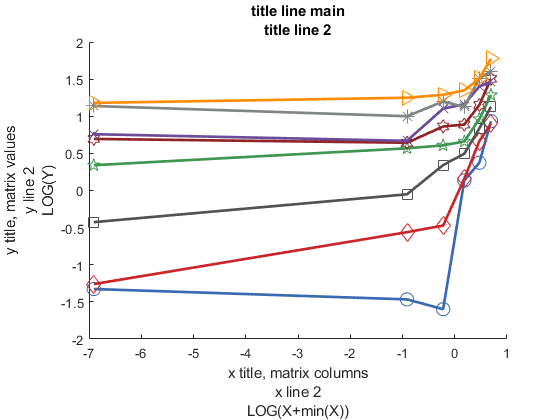 title line main
title line 2
2
1.5
1
0.5
0
-0.5
-1
-1.5
-2
y title, matrix values
y line 2
LOG(Y)
-7 -6 -5 -4 -3 -2 -1 0 1
x title, matrix columns
x line 2
LOG(X+min(X))